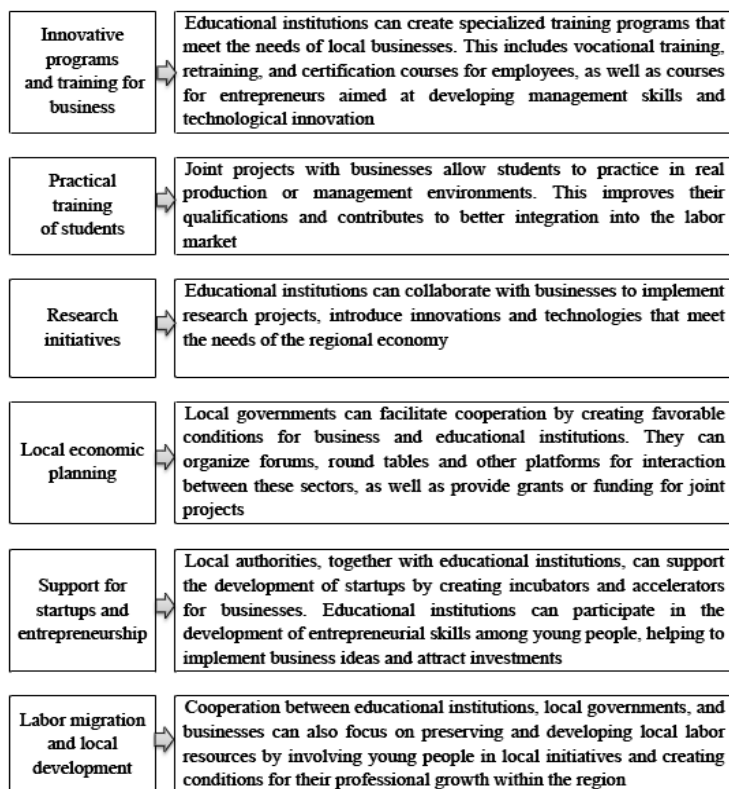 Innovative
programs
and training for
business
Educational institutions can create specialized training programs that
meet the needs of local businesses. This includes vocational training,
retraining, and certification courses for employees, as well as courses
for entrepreneurs aimed at developing management skills and
technological innovation
Practical
training
of students
Joint projects with businesses allow students to practice in real
production or management environments. This improves their
qualifications and contributes to better integration into the labor
market
Research
initiatives
Educational institutions can collaborate with businesses to implement
research projects, introduce innovations and technologies that meet
the needs of the regional economy
Local economic
planning
Local governments can facilitate cooperation by creating favorable
conditions for business and educational institutions. They can
organize forums, round tables and other platforms for interaction
between these sectors, as well as provide grants or funding for joint
projects
Support for
startups and
entrepreneurship
Local authorities, together with educational institutions, can support
the development of startups by creating incubators and accelerators
for businesses. Educational institutions can participate in the
development of entrepreneurial skills among young people, helping to
implement business ideas and attract investments
Labor migration
and local
development
Cooperation between educational institutions, local governments, and
businesses can also focus on preserving and developing local labor
resources by involving young people in local initiatives and creating
conditions for their professional growth within the region